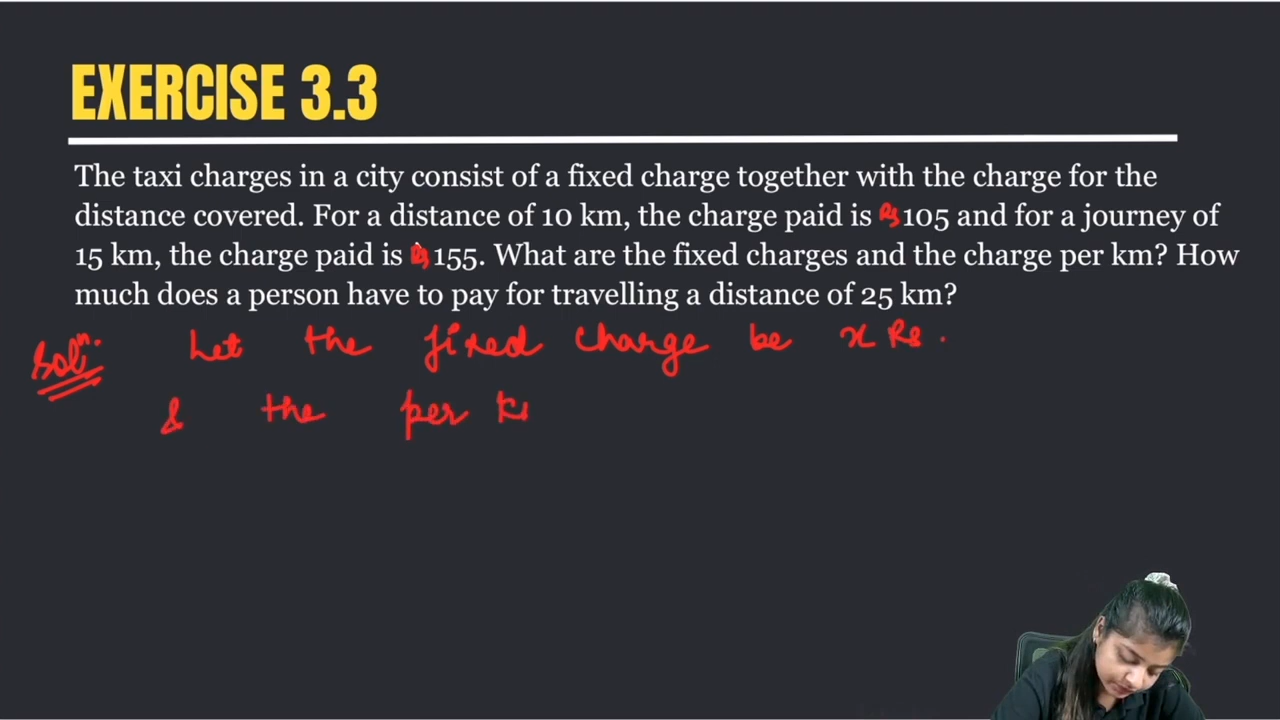 EXERCISE 3.3
The taxi charges in a city consist of a fixed charge together with the charge for the
distance covered. For a distance of 10 km, the charge paid is Rs 105 and for a journey of
15 km, the charge paid is Rs 155. What are the fixed charges and the charge per km? How
much does a person have to pay for travelling a distance of 25 km?
Solⁿ. Let the fixed charge be x Rs.
& the per